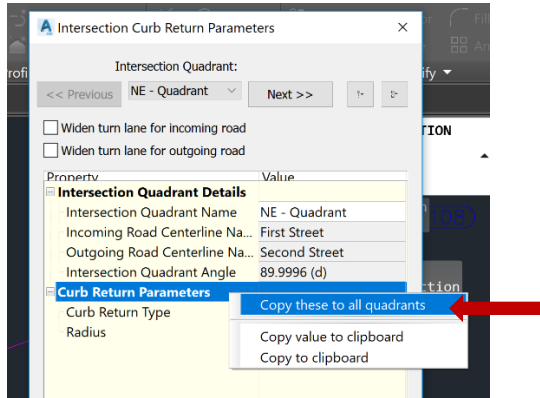 Intersection Curb Return Parameters
Fill
Intersection Quadrant:
<< Previous NE - Quadrant Next >>
Widen turn lane for incoming road
Widen turn lane for outgoing road
Property Value
Intersection Quadrant Details
Intersection Quadrant Name NE - Quadrant
Incoming Road Centerline Na... First Street
Outgoing Road Centerline Na... Second Street
Intersection Quadrant Angle 89.9996 (d)
Curb Return Parameters
Copy these to all quadrants
Curb Return Type
Copy value to clipboard
Radius
Copy to clipboard